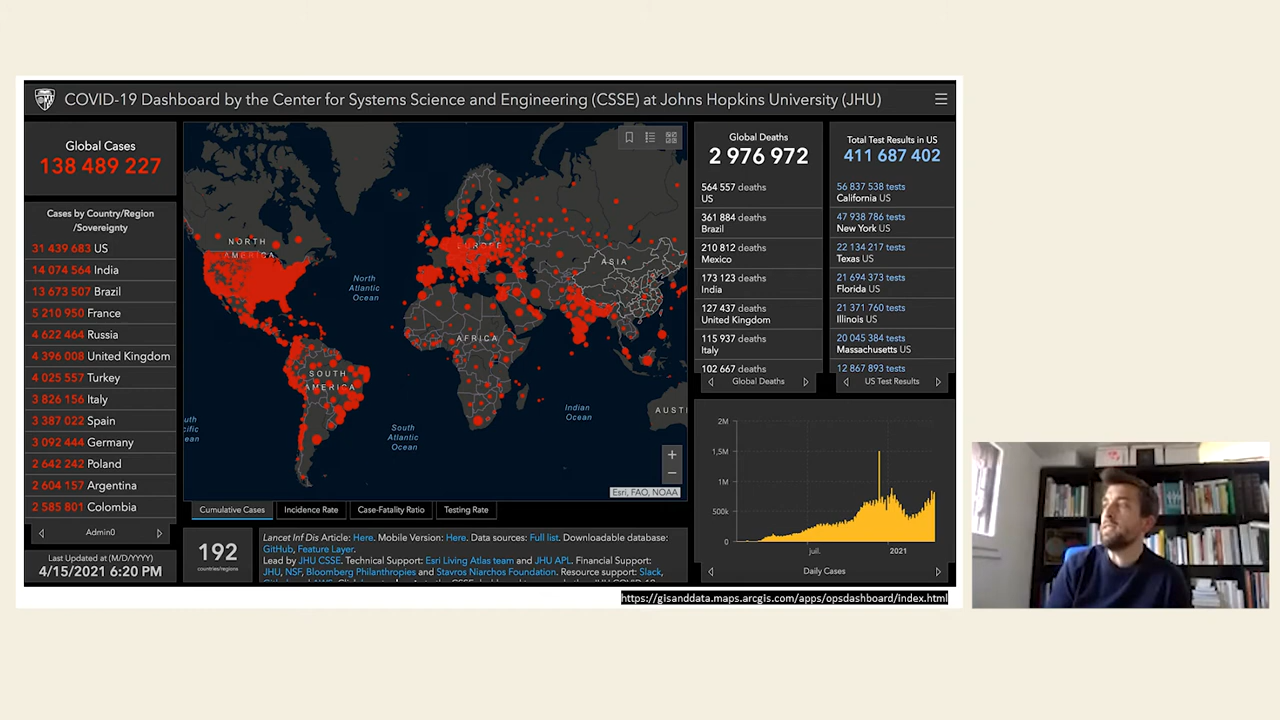 COVID-19 Dashboard by the Center for Systems Science and Engineering (CSSE) at Johns Hopkins University (JHU)
Global Cases
138 489 227
Cases by Country/Region
/Sovereignty
31 439 683 US
14 074 564 India
13 673 507 Brazil
5 210 950 France
4 622 464 Russia
4 396 008 United Kingdom
4 025 557 Turkey
3 826 156 Italy
3 387 022 Spain
3 092 444 Germany
2 642 242 Poland
2 604 157 Argentina
2 585 801 Colombia
Admin0
Last Updated at (M/D/YYYY)
4/15/2021 6:20 PM
NORTH
AMERICA
North
Atlantic
Ocean
EUROPE
ASIA
AFRICA
SOUTH
AMERICA
Indian
Ocean
South
Atlantic
Ocean
AUST
uth
ific
ean
+
−
Esri, FAO, NOAA
Cumulative Cases
Incidence Rate
Case-Fatality Ratio
Testing Rate
192
countries/regions
Lancet Inf Dis Article: Here. Mobile Version: Here. Data sources: Full list. Downloadable database:
GitHub, Feature Layer.
Lead by JHU CSSE. Technical Support: Esri Living Atlas team and JHU APL. Financial Support:
JHU, NSF, Bloomberg Philanthropies and Stavros Niarchos Foundation. Resource support: Slack,
Global Deaths
2 976 972
564 557 deaths
US
361 884 deaths
Brazil
210 812 deaths
Mexico
173 123 deaths
India
127 437 deaths
United Kingdom
115 937 deaths
Italy
102 667 deaths
Global Deaths
Total Test Results in US
411 687 402
56 837 538 tests
California US
47 938 786 tests
New York US
22 134 217 tests
Texas US
21 694 373 tests
Florida US
21 371 760 tests
Illinois US
20 045 384 tests
Massachusetts US
12 867 893 tests
US Test Results
2M
1,5M
1M
500k
0
juil.
2021
Daily Cases
https://gisanddata.maps.arcgis.com/apps/opsdashboard/index.html